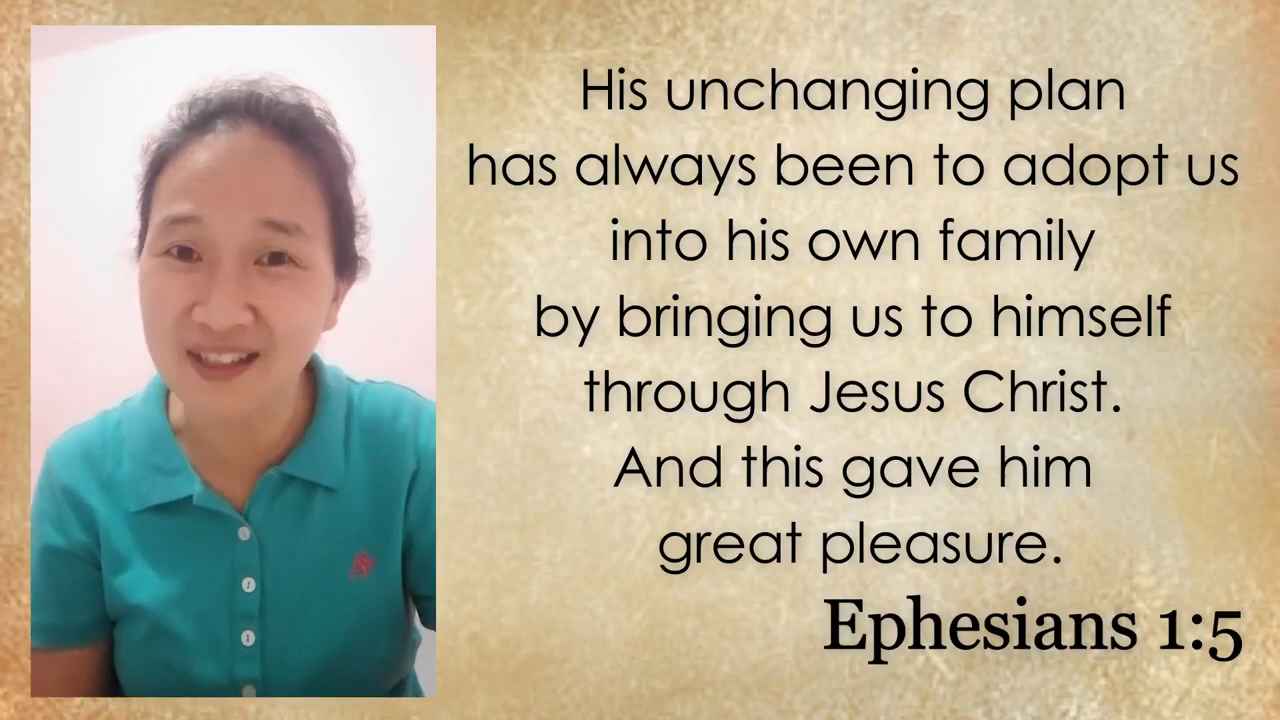 His unchanging plan
has always been to adopt us
into his own family
by bringing us to himself
through Jesus Christ.
And this gave him
great pleasure.
Ephesians 1:5